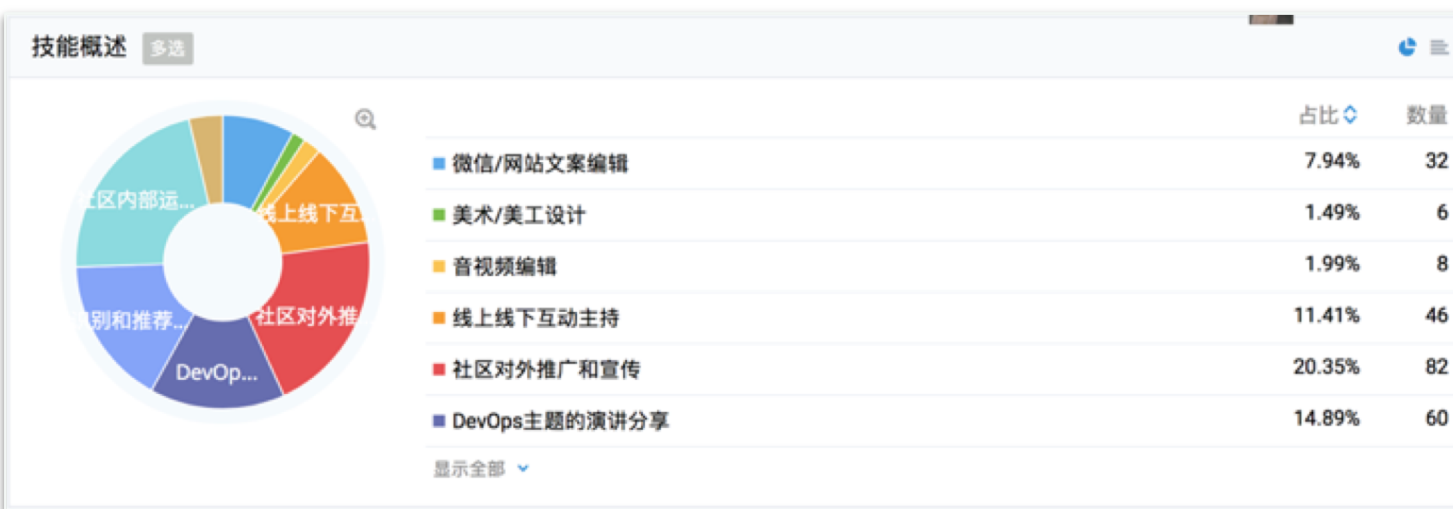 技能概述 多选
占比 数量
微信/网站文案编辑 7.94% 32
美术/美工设计 1.49% 6
音视频编辑 1.99% 8
线上线下互动主持 11.41% 46
社区对外推广和宣传 20.35% 82
DevOps主题的演讲分享 14.89% 60
显示全部
社区内部运...
线上线下互
别和推荐...
社区对外推
DevOp...